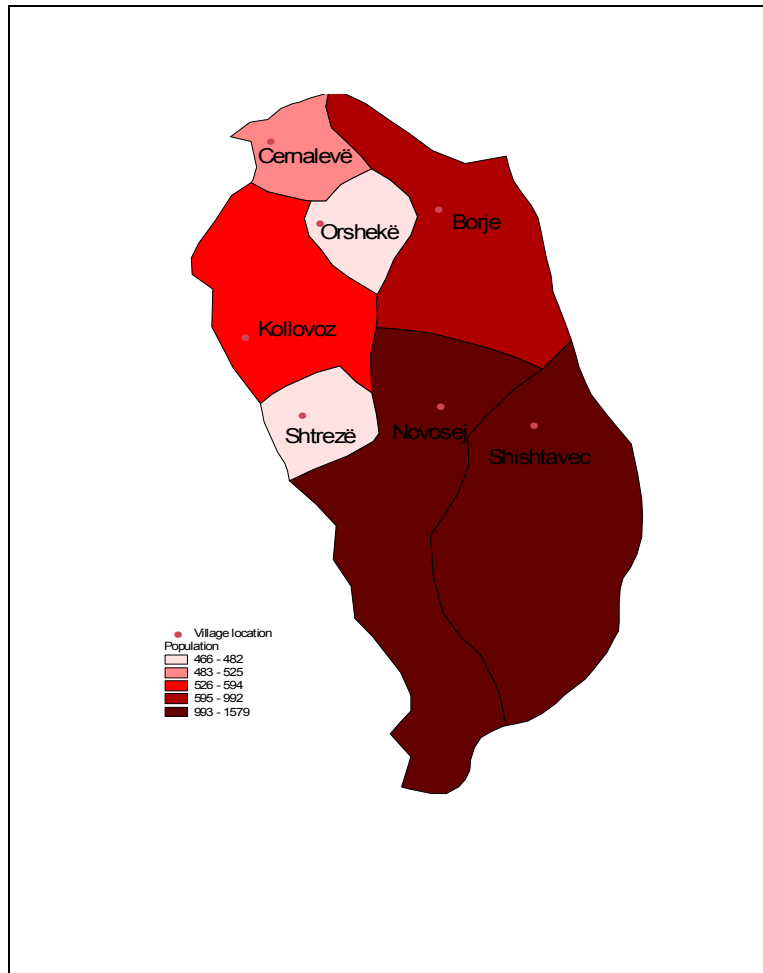 Cernalevë
Orshekë
Borje
Kollovoz
Shtrezë
Novosej
Shishtavec
Village location
Population
466 - 482
483 - 525
526 - 594
595 - 992
993 - 1579